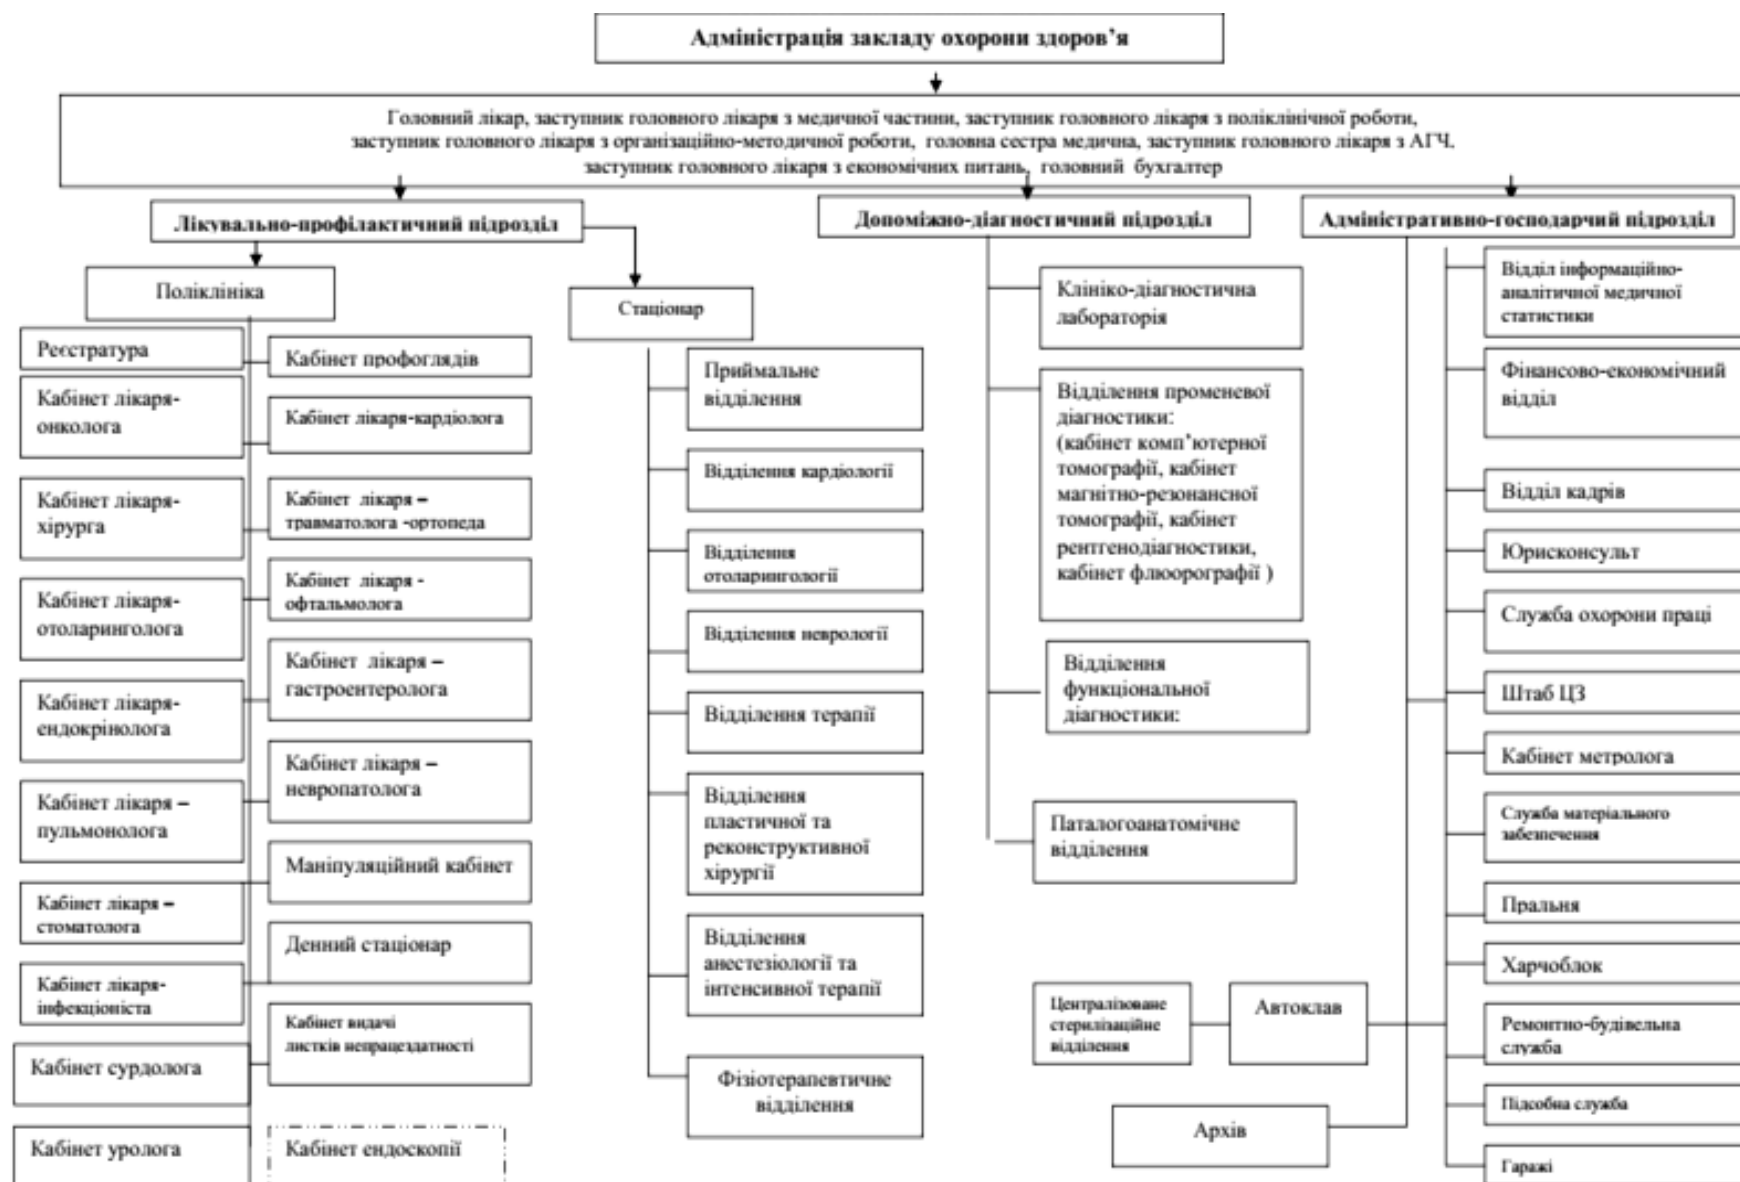 Адміністрація закладу охорони здоров’я
Головний лікар, заступник головного лікаря з медичної частини, заступник головного лікаря з поліклінічної роботи,
заступник головного лікаря з організаційно-методичної роботи, головна сестра медична, заступник головного лікаря з АГЧ.
заступник головного лікаря з економічних питань, головний бухгалтер
Лікувально-профілактичний підрозділ
Допоміжно-діагностичний підрозділ
Адміністративно-господарчий підрозділ
Поліклініка
Реєстратура
Кабінет лікаря-
онколога
Кабінет лікаря-
хірурга
Кабінет лікаря-
отоларинголога
Кабінет лікаря-
ендокрінолога
Кабінет лікаря –
пульмонолога
Кабінет лікаря –
стоматолога
Кабінет лікаря-
інфекціоніста
Кабінет сурдолога
Кабінет уролога
Кабінет профоглядів
Кабінет лікаря-кардіолога
Кабінет лікаря –
травматолога -ортопеда
Кабінет лікаря -
офтальмолога
Кабінет лікаря –
гастроентеролога
Кабінет лікаря –
невропатолога
Маніпуляційний кабінет
Денний стаціонар
Кабінет видачі
листків непрацездатності
Кабінет ендоскопії
Стаціонар
Приймальне
відділення
Відділення кардіології
Відділення
отоларингології
Відділення неврології
Відділення терапії
Відділення
пластичної та
реконструктивної
хірургії
Відділення
анестезіології та
інтенсивної терапії
Фізіотерапевтичне
відділення
Клініко-діагностична
лабораторія
Відділення променевої
діагностики:
(кабінет комп’ютерної
томографії, кабінет
магнітно-резонансної
томографії, кабінет
рентгенодіагностики,
кабінет флюорографії )
Відділення
функціональної
діагностики:
Паталогоанатомічне
відділення
Централізоване
стерилізаційне
відділення
Автоклав
Архів
Відділ інформаційно-
аналітичної медичної
статистики
Фінансово-економічний
відділ
Відділ кадрів
Юрисконсульт
Служба охорони праці
Штаб ЦЗ
Кабінет метролога
Служба матеріального
забезпечення
Пральня
Харчоблок
Ремонтно-будівельна
служба
Підсобна служба
Гаражі